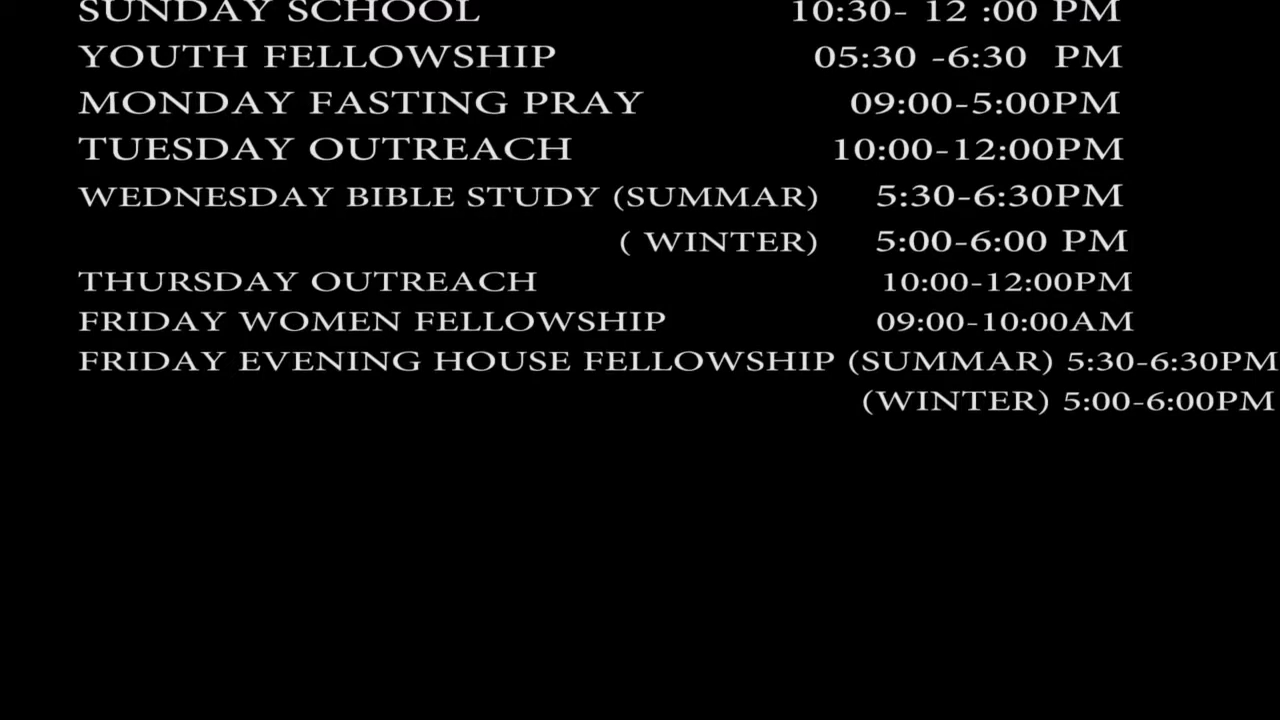 SUNDAY SCHOOL 10:30- 12 :00 PM
YOUTH FELLOWSHIP 05:30 -6:30 PM
MONDAY FASTING PRAY 09:00-5:00PM
TUESDAY OUTREACH 10:00-12:00PM
WEDNESDAY BIBLE STUDY (SUMMAR) 5:30-6:30PM
( WINTER) 5:00-6:00 PM
THURSDAY OUTREACH 10:00-12:00PM
FRIDAY WOMEN FELLOWSHIP 09:00-10:00AM
FRIDAY EVENING HOUSE FELLOWSHIP (SUMMAR) 5:30-6:30PM
(WINTER) 5:00-6:00PM